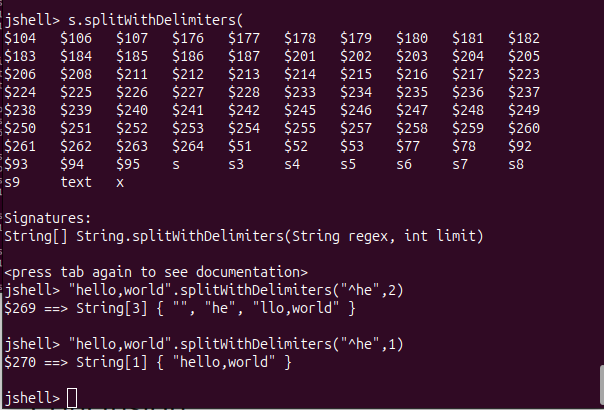 jshell> s.splitWithDelimiters(
$104 $106 $107 $176 $177 $178 $179 $180 $181 $182
$183 $184 $185 $186 $187 $201 $202 $203 $204 $205
$206 $208 $211 $212 $213 $214 $215 $216 $217 $223
$224 $225 $226 $227 $228 $233 $234 $235 $236 $237
$238 $239 $240 $241 $242 $245 $246 $247 $248 $249
$250 $251 $252 $253 $254 $255 $257 $258 $259 $260
$261 $262 $263 $264 $51 $52 $53 $77 $78 $92
$93 $94 $95 s s3 s4 s5 s6 s7 s8
s9 text x
Signatures:
String[] String.splitWithDelimiters(String regex, int limit)
<press tab again to see documentation>
jshell> "hello,world".splitWithDelimiters("^he",2)
$269 ==> String[3] { "", "he", "llo,world" }
jshell> "hello,world".splitWithDelimiters("^he",1)
$270 ==> String[1] { "hello,world" }
jshell>